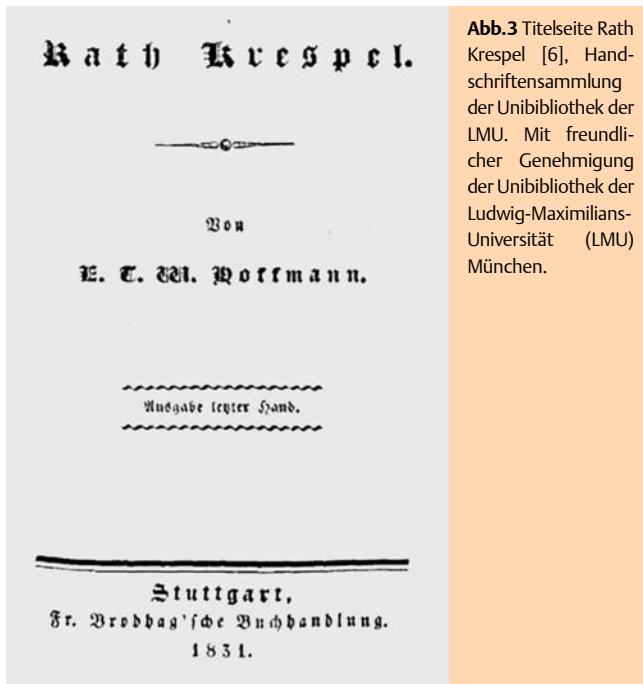 Rath Krespel.
Von
E. T. W. Hoffmann.
Ausgabe letzter Hand.
Stuttgart,
Fr. Brodhag'sche Buchhandlung.
1831.
Abb.3 Titelseite Rath
Krespel [6], Hand-
schriftensammlung
der Unibibliothek der
LMU. Mit freundli-
cher Genehmigung
der Unibibliothek der
Ludwig-Maximilians-
Universität (LMU)
München.